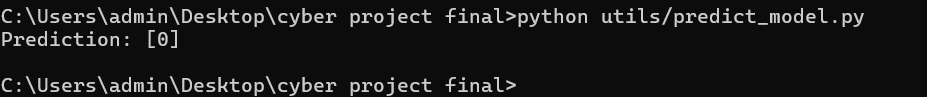 C:\Users\admin\Desktop\cyber project final>python utils/predict_model.py
Prediction: [0]
C:\Users\admin\Desktop\cyber project final>